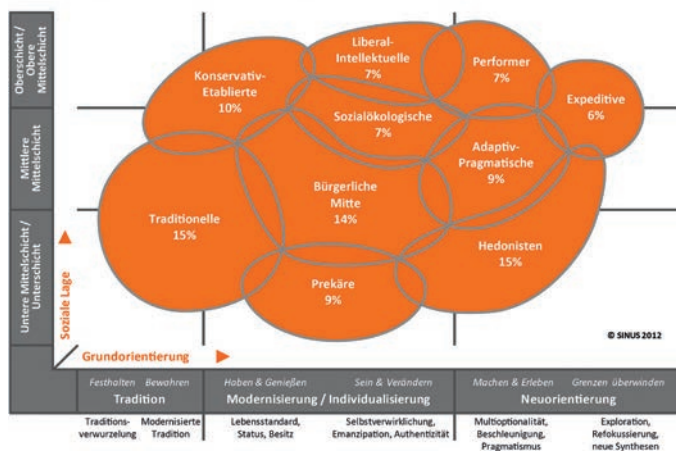 Oberschicht/
Obere
Mittelschicht
Mittlere
Mittelschicht
Untere Mittelschicht/
Unterschicht
Soziale Lage
Konservativ-
Etablierte
10%
Liberal-
Intellektuelle
7%
Performer
7%
Expeditive
6%
Sozialökologische
7%
Adaptiv-
Pragmatische
9%
Traditionelle
15%
Bürgerliche
Mitte
14%
Hedonisten
15%
Prekäre
9%
© SINUS 2012
Grundorientierung
Festhalten Bewahren
Tradition
Haben & Genießen Sein & Verändern
Modernisierung / Individualisierung
Machen & Erleben Grenzen überwinden
Neuorientierung
Traditions-
verwurzelung
Modernisierte
Tradition
Lebensstandard,
Status, Besitz
Selbstverwirklichung,
Emanzipation, Authentizität
Multioptionalität,
Beschleunigung,
Pragmatismus
Exploration,
Refokussierung,
neue Synthesen